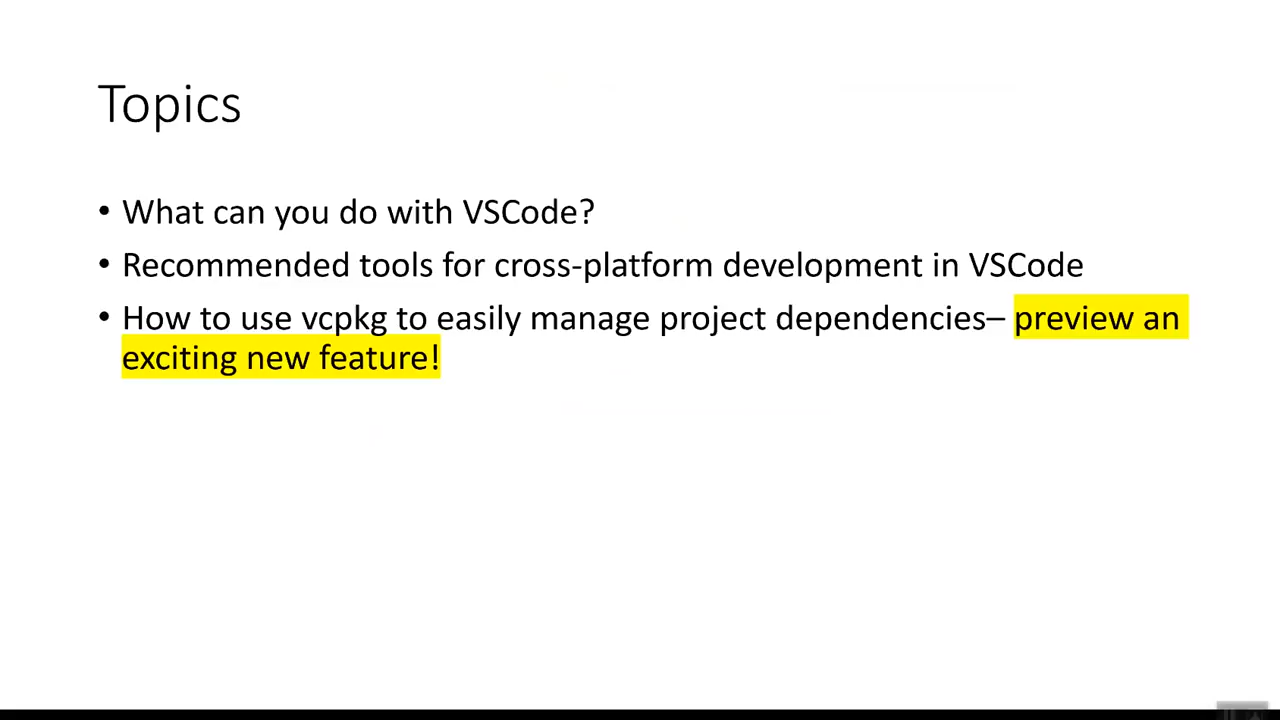 Topics
• What can you do with VSCode?
• Recommended tools for cross-platform development in VSCode
• How to use vcpkg to easily manage project dependencies– preview an
exciting new feature!